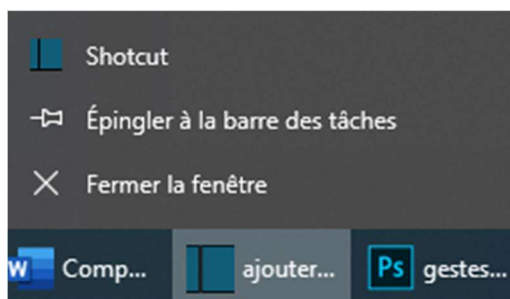 Shotcut
Épingler à la barre des tâches
Fermer la fenêtre
W Comp... ajouter... Ps gestes...